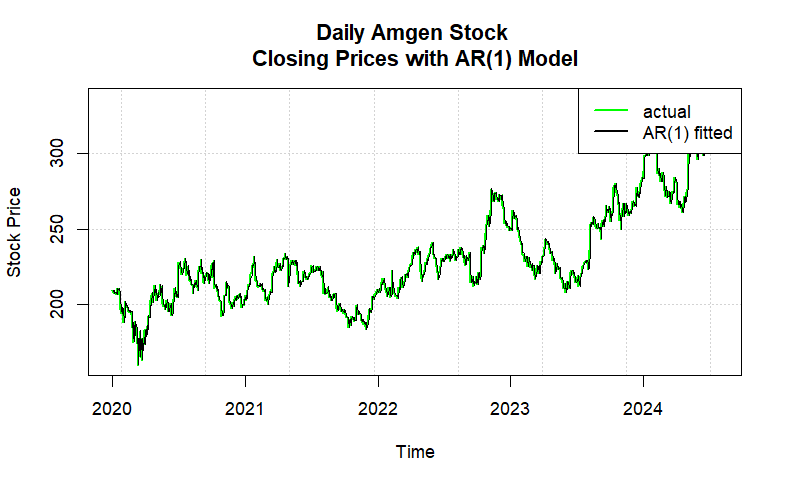 Daily Amgen Stock
Closing Prices with AR(1) Model
actual
AR(1) fitted
300
250
200
Stock Price
2020 2021 2022 2023 2024
Time